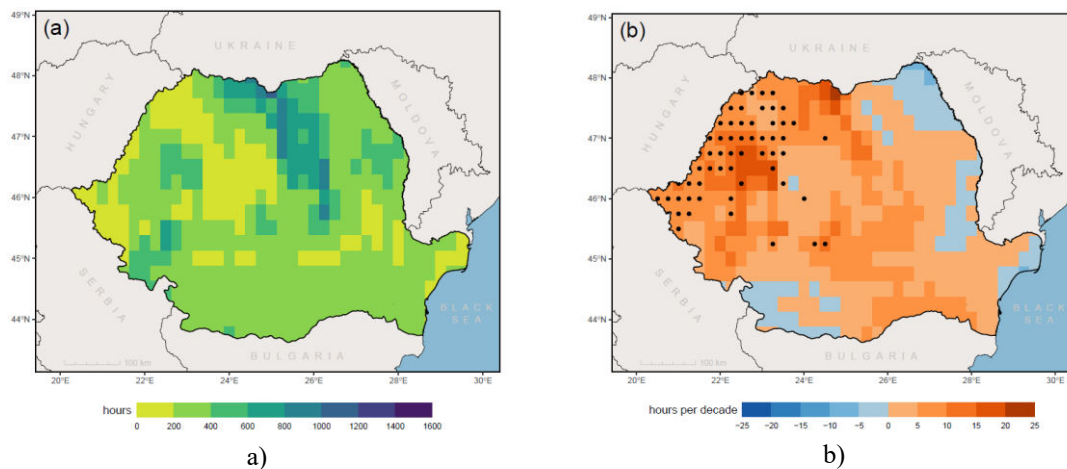 (a)
49°N
48°N
47°N
46°N
45°N
44°N
UKRAINE
HUNGARY
MOLDOVA
SERBIA
BULGARIA
BLACK
SEA
100 km
20°E 22°E 24°E 26°E 28°E 30°E
hours
0 200 400 600 800 1000 1200 1400 1600
a)
(b)
49°N
48°N
47°N
46°N
45°N
44°N
UKRAINE
HUNGARY
MOLDOVA
SERBIA
BULGARIA
BLACK
SEA
100 km
20°E 22°E 24°E 26°E 28°E 30°E
hours per decade
−25 −20 −15 −10 −5 0 5 10 15 20 25
b)